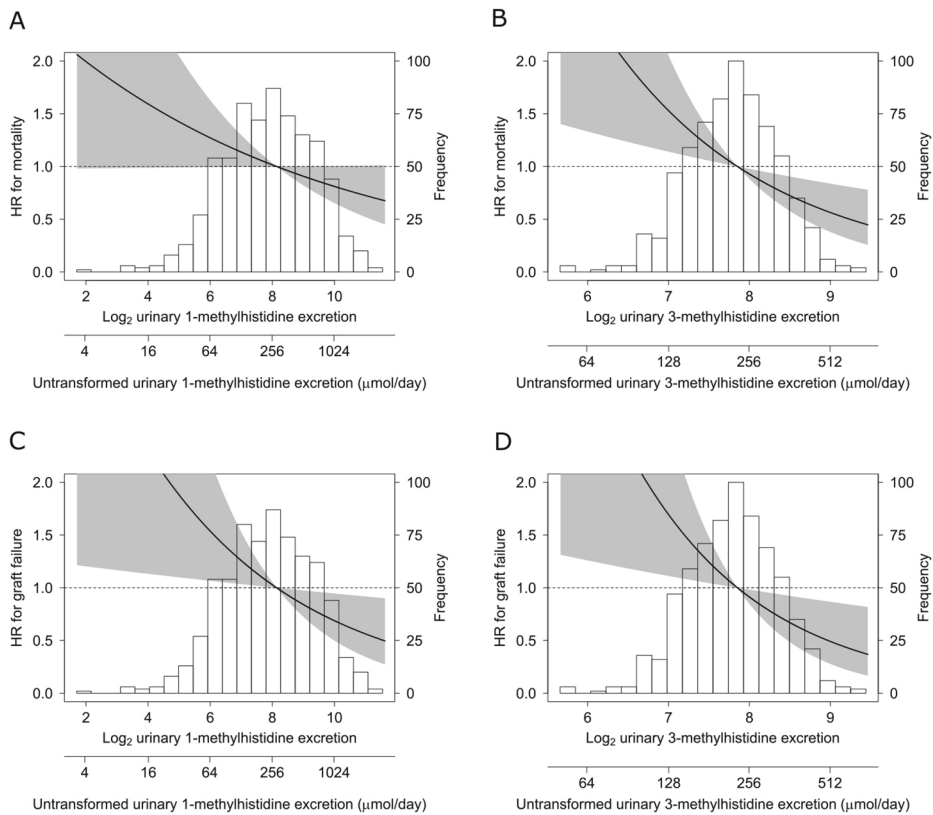 A
HR for mortality
2.0
1.5
1.0
0.5
0.0
100
75
50
25
0
Frequency
2 4 6 8 10
Log2 urinary 1-methylhistidine excretion
4 16 64 256 1024
Untransformed urinary 1-methylhistidine excretion (μmol/day)
B
HR for mortality
2.0
1.5
1.0
0.5
0.0
100
75
50
25
0
Frequency
6 7 8 9
Log2 urinary 3-methylhistidine excretion
64 128 256 512
Untransformed urinary 3-methylhistidine excretion (μmol/day)
C
HR for graft failure
2.0
1.5
1.0
0.5
0.0
100
75
50
25
0
Frequency
2 4 6 8 10
Log2 urinary 1-methylhistidine excretion
4 16 64 256 1024
Untransformed urinary 1-methylhistidine excretion (μmol/day)
D
HR for graft failure
2.0
1.5
1.0
0.5
0.0
100
75
50
25
0
Frequency
6 7 8 9
Log2 urinary 3-methylhistidine excretion
64 128 256 512
Untransformed urinary 3-methylhistidine excretion (μmol/day)